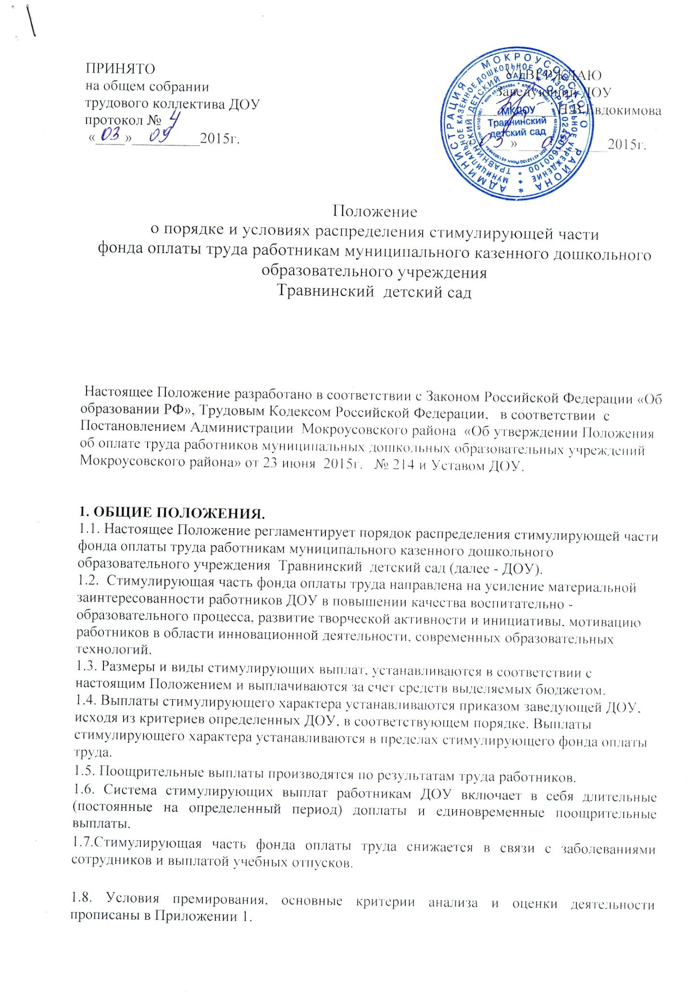 ПРИНЯТО
на общем собрании
трудового коллектива ДОУ
протокол № 4
«03» 09 2015г.
УТВЕРЖДАЮ
Заведующий ДОУ
Н.В.Евдокимова
«03» 09 2015г.
АДМИНИСТРАЦИЯ МОКРОУСОВСКОГО РАЙОНА
МУНИЦИПАЛЬНОЕ КАЗЕННОЕ ДОШКОЛЬНОЕ ОБРАЗОВАТЕЛЬНОЕ УЧРЕЖДЕНИЕ
ТРАВНИНСКИЙ ДЕТСКИЙ САД * ОГРН 1024501600100
МКДОУ
Травнинский
детский сад
Положение
о порядке и условиях распределения стимулирующей части
фонда оплаты труда работникам муниципального казенного дошкольного
образовательного учреждения
Травнинский детский сад
Настоящее Положение разработано в соответствии с Законом Российской Федерации «Об
образовании РФ», Трудовым Кодексом Российской Федерации, в соответствии с
Постановлением Администрации Мокроусовского района «Об утверждении Положения
об оплате труда работников муниципальных дошкольных образовательных учреждений
Мокроусовского района» от 23 июня 2015г. № 214 и Уставом ДОУ.
1. ОБЩИЕ ПОЛОЖЕНИЯ.
1.1. Настоящее Положение регламентирует порядок распределения стимулирующей части
фонда оплаты труда работникам муниципального казенного дошкольного
образовательного учреждения Травнинский детский сад (далее - ДОУ).
1.2. Стимулирующая часть фонда оплаты труда направлена на усиление материальной
заинтересованности работников ДОУ в повышении качества воспитательно -
образовательного процесса, развитие творческой активности и инициативы, мотивацию
работников в области инновационной деятельности, современных образовательных
технологий.
1.3. Размеры и виды стимулирующих выплат, устанавливаются в соответствии с
настоящим Положением и выплачиваются за счет средств выделяемых бюджетом.
1.4. Выплаты стимулирующего характера устанавливаются приказом заведующей ДОУ,
исходя из критериев определенных ДОУ, в соответствующем порядке. Выплаты
стимулирующего характера устанавливаются в пределах стимулирующего фонда оплаты
труда.
1.5. Поощрительные выплаты производятся по результатам труда работников.
1.6. Система стимулирующих выплат работникам ДОУ включает в себя длительные
(постоянные на определенный период) доплаты и единовременные поощрительные
выплаты.
1.7.Стимулирующая часть фонда оплаты труда снижается в связи с заболеваниями
сотрудников и выплатой учебных отпусков.
1.8. Условия премирования, основные критерии анализа и оценки деятельности
прописаны в Приложении 1.